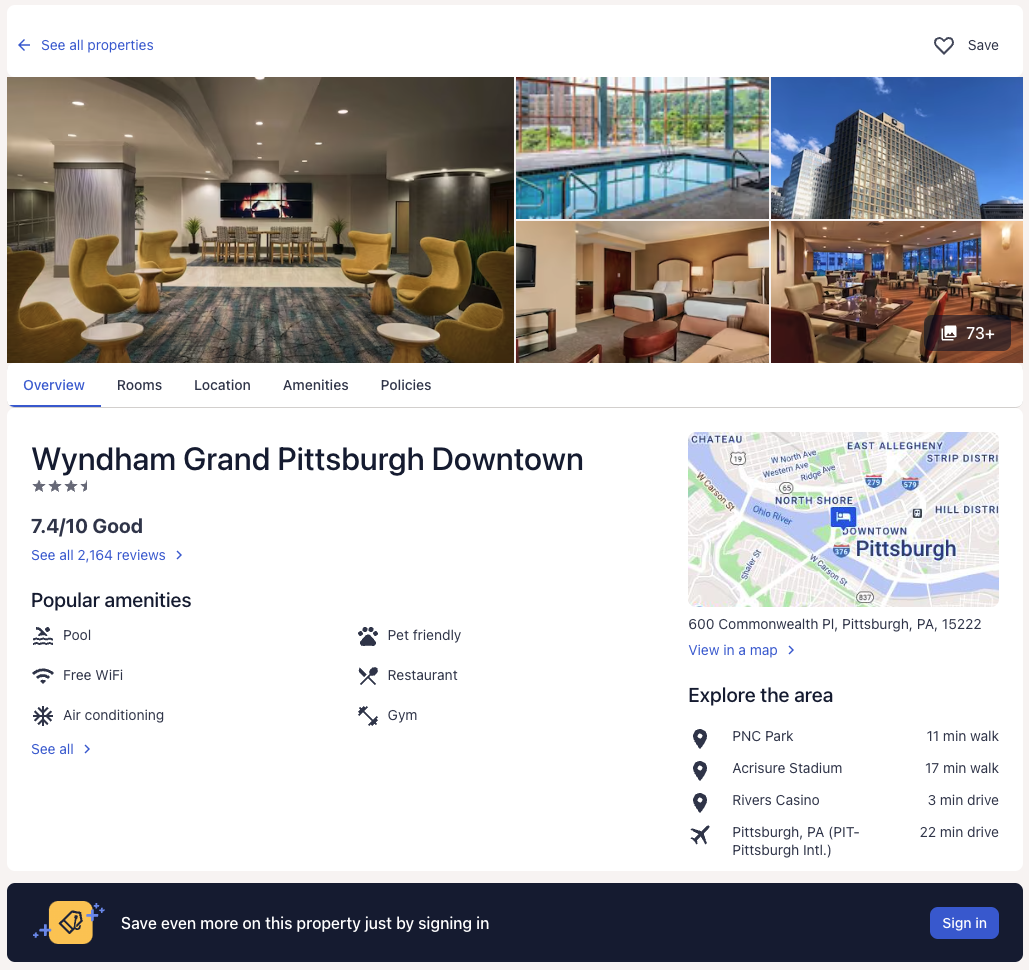 See all properties
Save
73+
Overview
Rooms
Location
Amenities
Policies
Wyndham Grand Pittsburgh Downtown
7.4/10 Good
See all 2,164 reviews
Popular amenities
Pool
Pet friendly
Free WiFi
Restaurant
Air conditioning
Gym
See all
CHATEAU
EAST ALLEGHENY
STRIP DISTRI
W North Ave
Western Ave
Ridge Ave
19
65
279
579
W Carson St
NORTH SHORE
Ohio River
HILL DISTRI
DOWNTOWN
376
Pittsburgh
Shaler St
W Carson St
837
600 Commonwealth Pl, Pittsburgh, PA, 15222
View in a map
Explore the area
PNC Park
11 min walk
Acrisure Stadium
17 min walk
Rivers Casino
3 min drive
Pittsburgh, PA (PIT-
Pittsburgh Intl.)
22 min drive
Save even more on this property just by signing in
Sign in